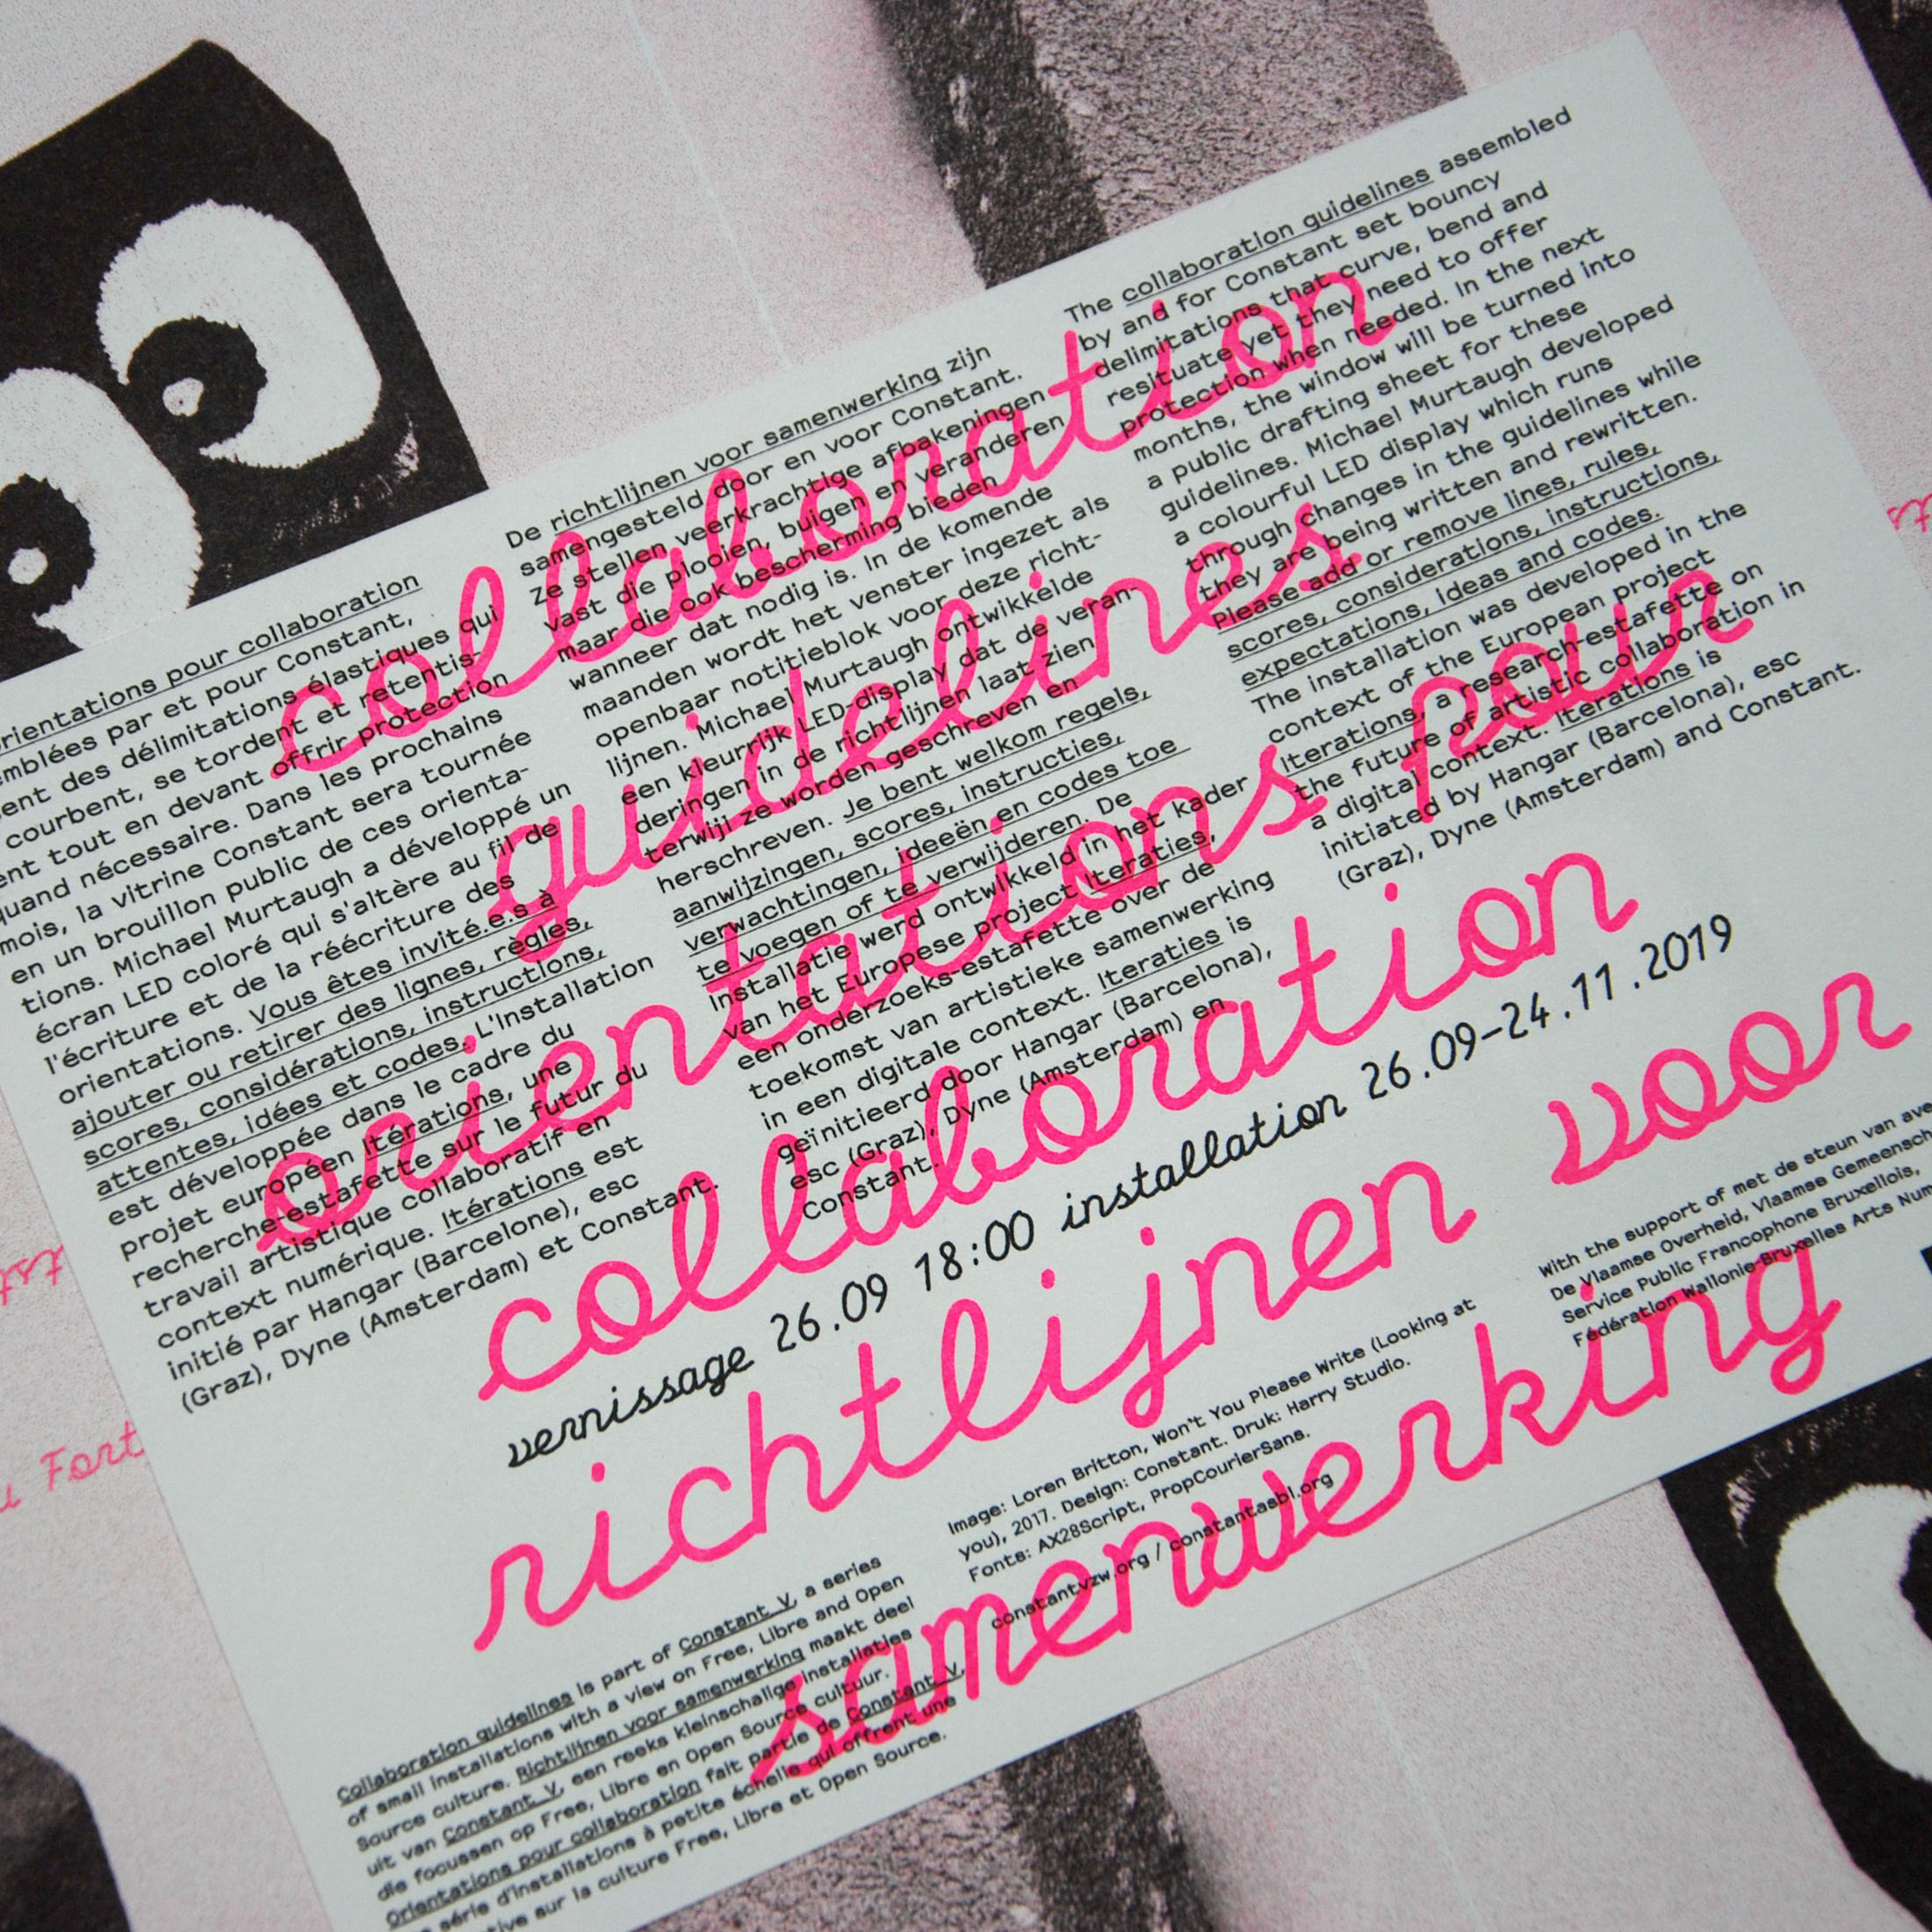 collaboration
guidelines
orientations pour
collaboration
vernissage 26.09 18:00 installation 26.09–24.11.2019
richtlijnen voor
samenwerking
orientations pour collaboration
emblées par et pour Constant,
ent des délimitations élastiques qui
courbent, se tordent et retentis-
ent tout en devant offrir protection
quand nécessaire. Dans les prochains
mois, la vitrine Constant sera tournée
en un brouillon public de ces orienta-
tions. Michael Murtaugh a développé un
écran LED coloré qui s'altère au fil de
l'écriture et de la réécriture des
orientations. Vous êtes invité.e.s à
ajouter ou retirer des lignes, règles,
scores, considérations, instructions,
attentes, idées et codes. L'installation
est développée dans le cadre du
projet européen Itérations, une
recherche-estafette sur le futur du
travail artistique collaboratif en
context numérique. Itérations est
initié par Hangar (Barcelone), esc
(Graz), Dyne (Amsterdam) et Constant.
De richtlijnen voor samenwerking zijn
samengesteld door en voor Constant.
Ze stellen veerkrachtige afbakeningen
vast die plooien, buigen en veranderen
maar die ook bescherming bieden
wanneer dat nodig is. In de komende
maanden wordt het venster ingezet als
openbaar notitieblok voor deze richt-
lijnen. Michael Murtaugh ontwikkelde
een kleurrijk LED-display dat de veran-
deringen in de richtlijnen laat zien
terwijl ze worden geschreven en
herschreven. Je bent welkom regels,
aanwijzingen, scores, instructies,
verwachtingen, ideeën en codes toe
te voegen of te verwijderen. De
installatie werd ontwikkeld in het kader
van het Europese project Iteraties,
een onderzoeks-estafette over de
toekomst van artistieke samenwerking
in een digitale context. Iteraties is
geïnitieerd door Hangar (Barcelona),
esc (Graz), Dyne (Amsterdam) en
Constant.
The collaboration guidelines assembled
by and for Constant set bouncy
delimitations that curve, bend and
resituate yet they need to offer
protection when needed. In the next
months, the window will be turned into
a public drafting sheet for these
guidelines. Michael Murtaugh developed
a colourful LED display which runs
through changes in the guidelines while
they are being written and rewritten.
Please add or remove lines, rules,
scores, considerations, instructions,
expectations, ideas and codes.
The installation was developed in the
context of the European project
Iterations, a research-estafette on
the future of artistic collaboration in
a digital context. Iterations is
initiated by Hangar (Barcelona), esc
(Graz), Dyne (Amsterdam) and Constant.
Collaboration guidelines is part of Constant_V, a series
of small installations with a view on Free, Libre and Open
Source culture. Richtlijnen voor samenwerking maakt deel
uit van Constant_V, een reeks kleinschalige installaties
die focussen op Free, Libre en Open Source cultuur.
Orientations pour collaboration fait partie de Constant_V,
série d'installations à petite échelle qui offrent une
tive sur la culture Free, Libre et Open Source.
Image: Loren Britton, Won't You Please Write (Looking at
you), 2017. Design: Constant. Druk: Harry Studio.
Fonts: AX28Script, PropCourierSans.
constantvzw.org / constantasbl.org
With the support of met de steun van ave
De Vlaamse Overheid, Vlaamse Gemeensch
Service Public Francophone Bruxellois,
Fédération Wallonie-Bruxelles Arts Num
Fort